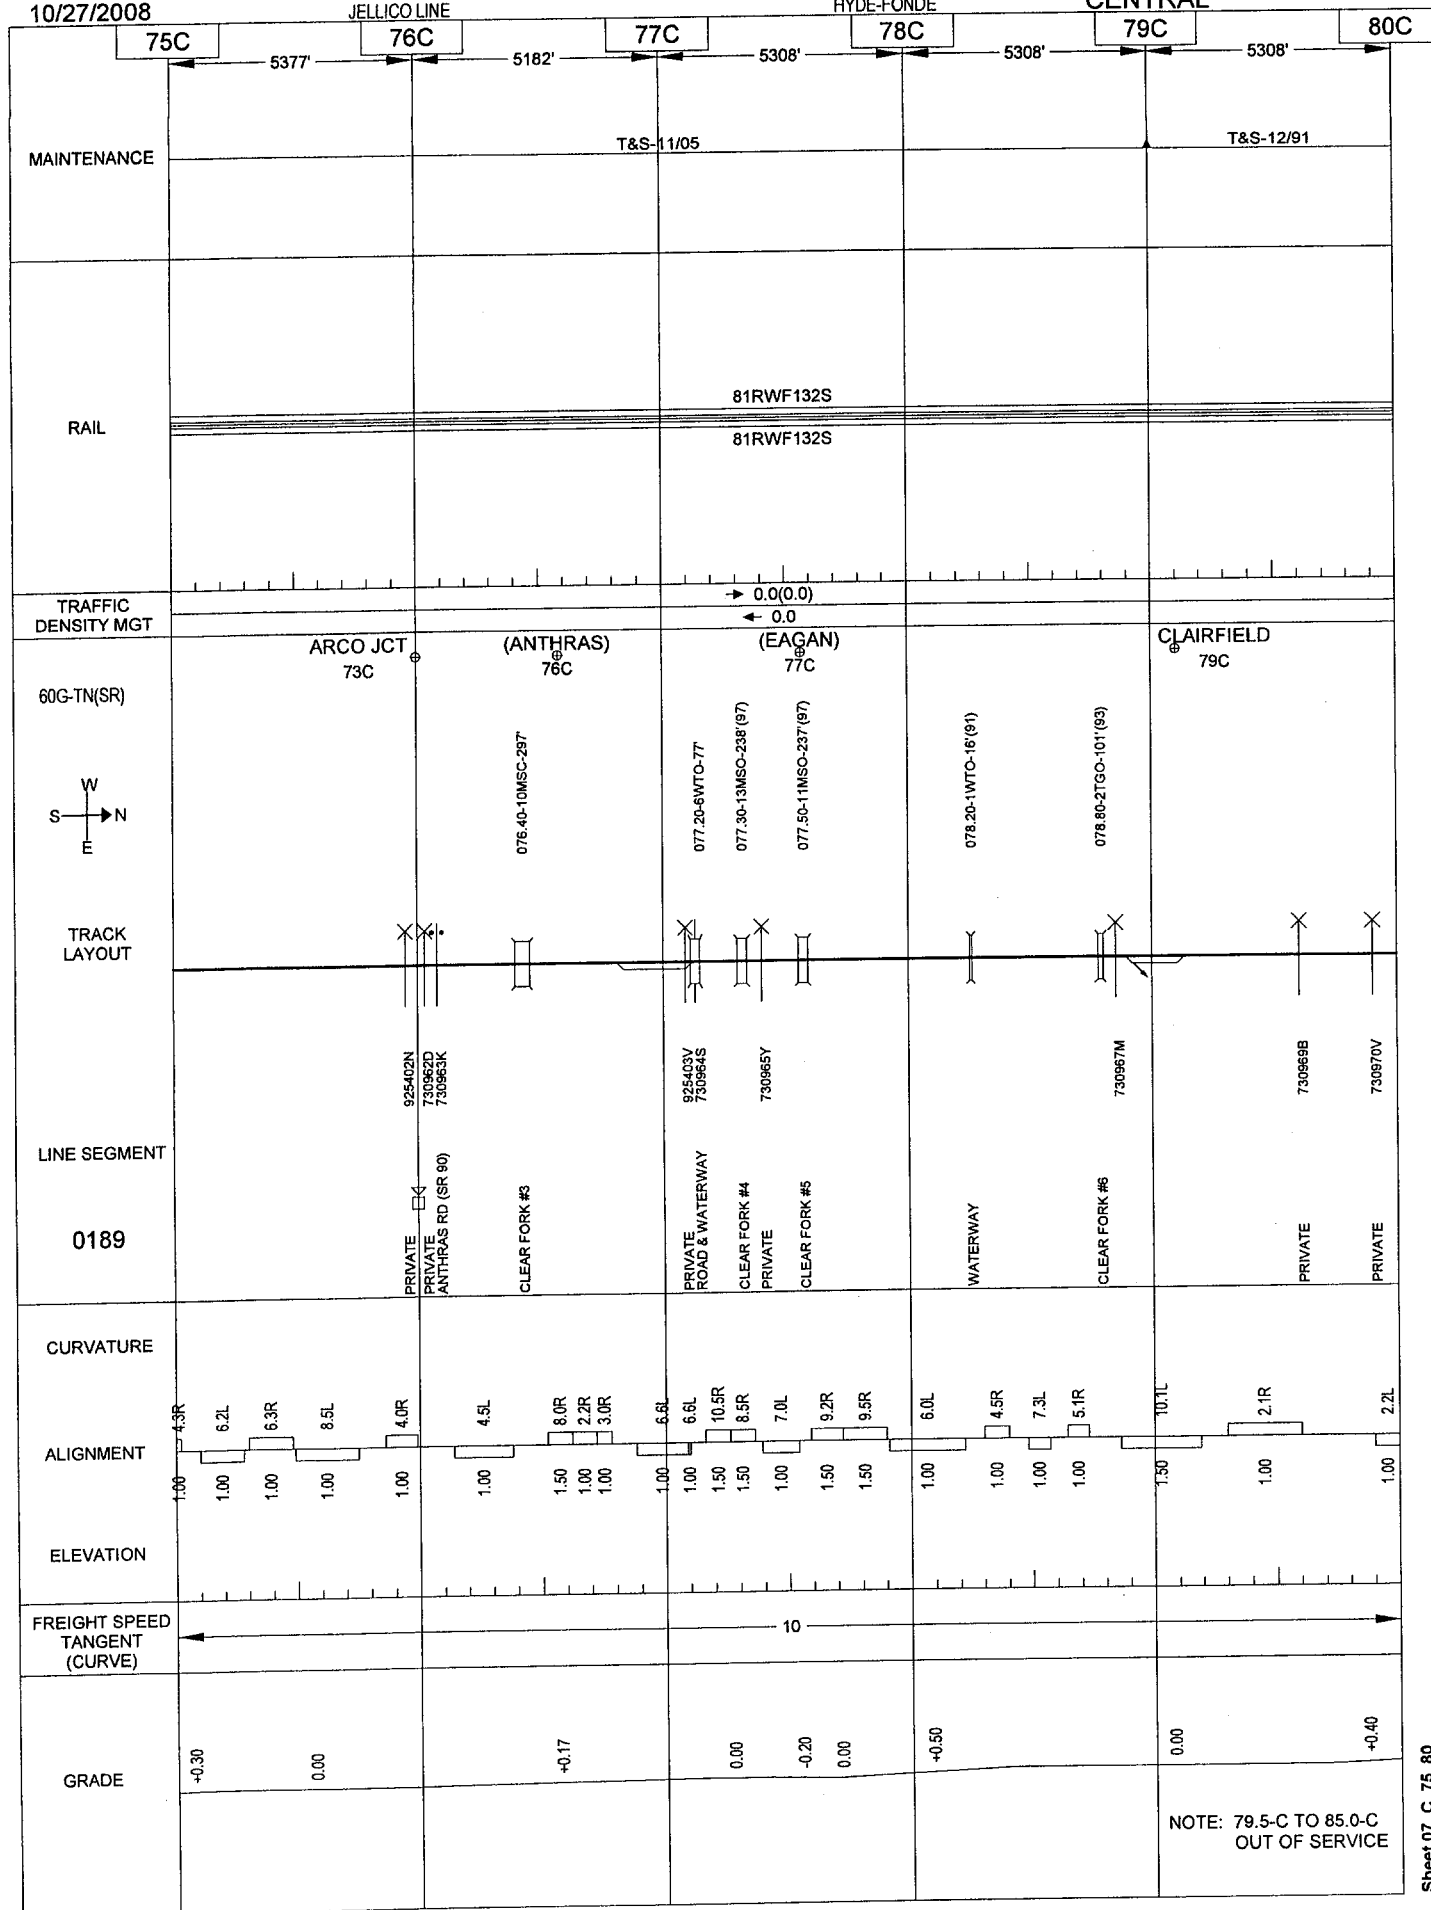 10/27/2008
JELLICO LINE
HYDE-FONDE
CENTRAL
75C
76C
77C
78C
79C
80C
5377'
5182'
5308'
5308'
5308'
MAINTENANCE
T&S-11/05
T&S-12/91
RAIL
81RWF132S
81RWF132S
TRAFFIC
DENSITY MGT
0.0(0.0)
0.0
60G-TN(SR)
ARCO JCT
73C
(ANTHRAS)
76C
(EAGAN)
77C
CLAIRFIELD
79C
W
S N
E
076.40-10MSC-297'
077.20-6WTO-77'
077.30-13MSO-238'(97)
077.50-11MSO-237'(97)
078.20-1WTO-16'(91)
078.80-2TGO-101'(93)
TRACK
LAYOUT
925402N
730962D
730963K
925403V
730964S
730965Y
730967M
730969B
730970V
LINE SEGMENT
0189
PRIVATE
PRIVATE
ANTHRAS RD (SR 90)
CLEAR FORK #3
PRIVATE
ROAD & WATERWAY
CLEAR FORK #4
PRIVATE
CLEAR FORK #5
WATERWAY
CLEAR FORK #6
PRIVATE
PRIVATE
CURVATURE
4.3R
6.2L
6.3R
8.5L
4.0R
4.5L
8.0R
2.2R
3.0R
6.6L
6.6L
10.5R
8.5R
7.0L
9.2R
9.5R
6.0L
4.5R
7.3L
5.1R
10.1L
2.1R
2.2L
ALIGNMENT
1.00
1.00
1.00
1.00
1.00
1.00
1.50
1.00
1.00
1.00
1.00
1.50
1.50
1.00
1.50
1.50
1.00
1.00
1.00
1.00
1.50
1.00
1.00
ELEVATION
FREIGHT SPEED
TANGENT
(CURVE)
10
GRADE
+0.30
0.00
+0.17
0.00
-0.20
0.00
+0.50
0.00
+0.40
NOTE: 79.5-C TO 85.0-C
OUT OF SERVICE
Sheet 07_C_75_80